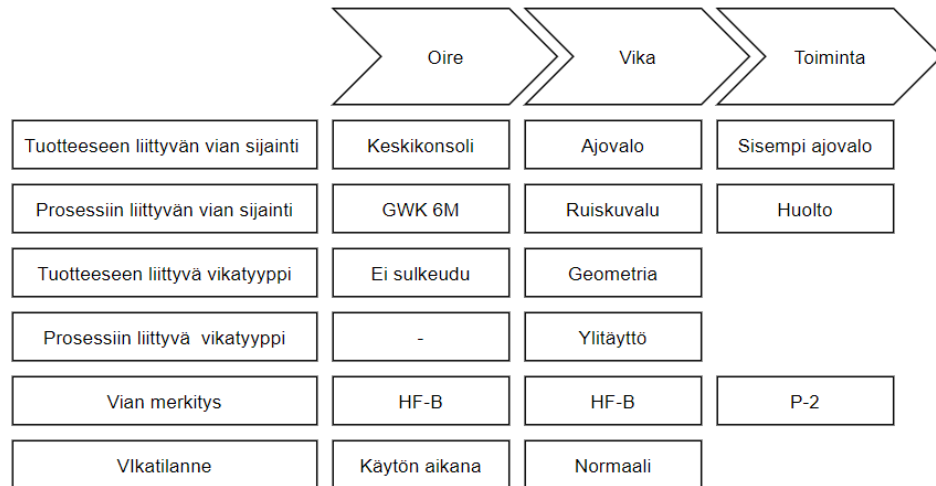 Oire Vika Toiminta
Tuotteeseen liittyvän vian sijainti Keskikonsoli Ajovalo Sisempi ajovalo
Prosessiin liittyvän vian sijainti GWK 6M Ruiskuvalu Huolto
Tuotteeseen liittyvä vikatyyppi Ei sulkeudu Geometria
Prosessiin liittyvä vikatyyppi - Ylitäyttö
Vian merkitys HF-B HF-B P-2
VIkatilanne Käytön aikana Normaali